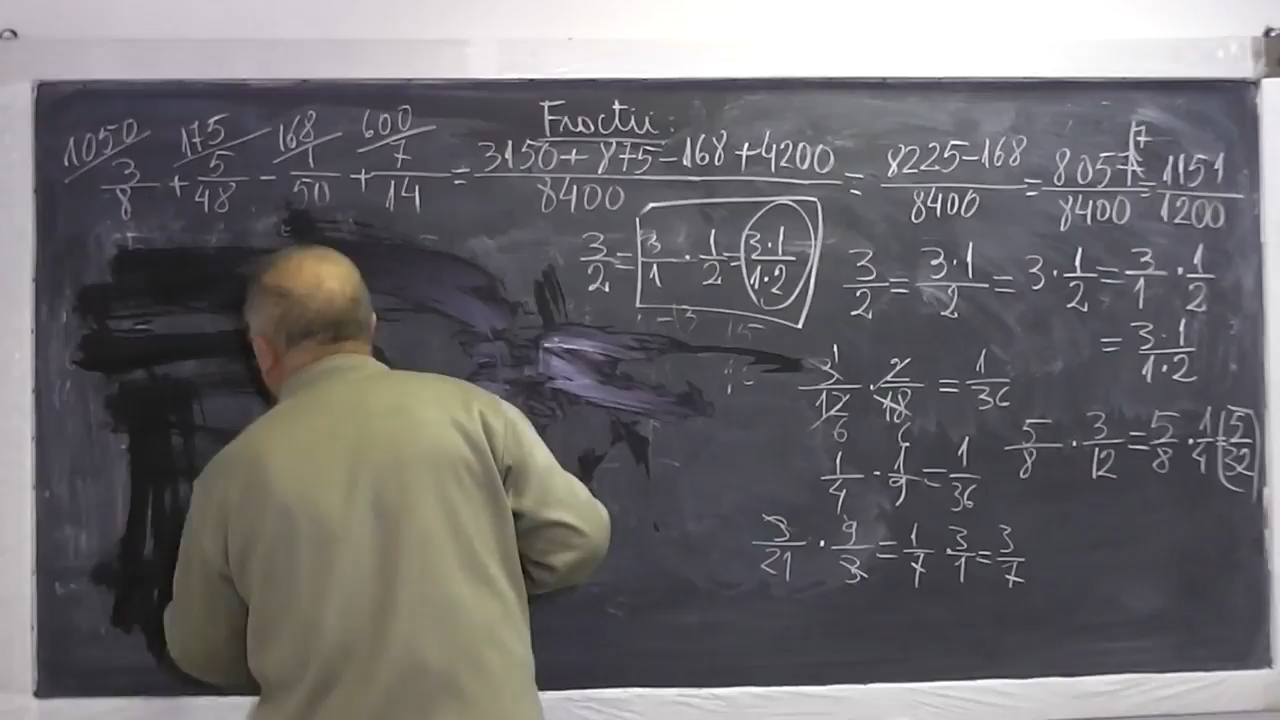 Fracții:
1050/ 175/ 168/ 600/
3/8 + 5/48 - 1/50 + 7/14 = (3150 + 875 - 168 + 4200)/8400 = (8225 - 168)/8400 = 8057/8400 = 1151/1200
3/2 = 3/1 · 1/2 = (3·1)/(1·2)
3/2 = (3·1)/2 = 3 · 1/2 = 3/1 · 1/2
= (3·1)/(1·2)
3/12 · 2/18 = 1/36
5/8 · 3/12 = 5/8 · 1/4 = 5/32
1/4 · 1/9 = 1/36
3/21 · 9/3 = 1/7 · 3/1 = 3/7